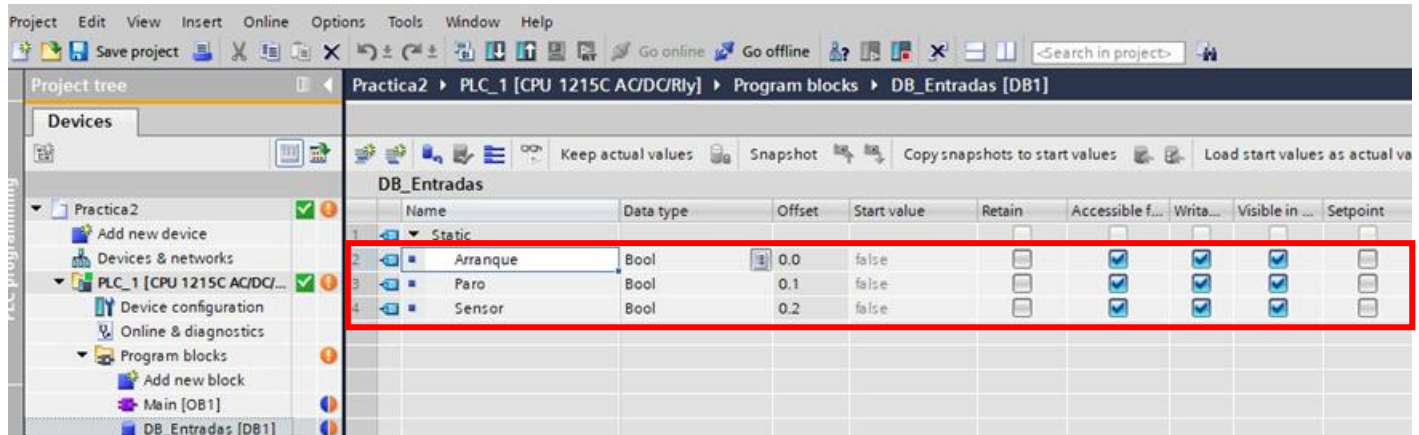 Project Edit View Insert Online Options Tools Window Help
Save project Go online Go offline <Search in project>
Project tree Practica2 PLC_1 [CPU 1215C AC/DC/Rly] Program blocks DB_Entradas [DB1]
Devices
Keep actual values Snapshot Copy snapshots to start values Load start values as actual va
DB_Entradas
Name Data type Offset Start value Retain Accessible f... Writa... Visible in ... Setpoint
1 Static
2 Arranque Bool 0.0 false
3 Paro Bool 0.1 false
4 Sensor Bool 0.2 false
Practica2
Add new device
Devices & networks
PLC_1 [CPU 1215C AC/DC/...
Device configuration
Online & diagnostics
Program blocks
Add new block
Main [OB1]
DB_Entradas [DB1]